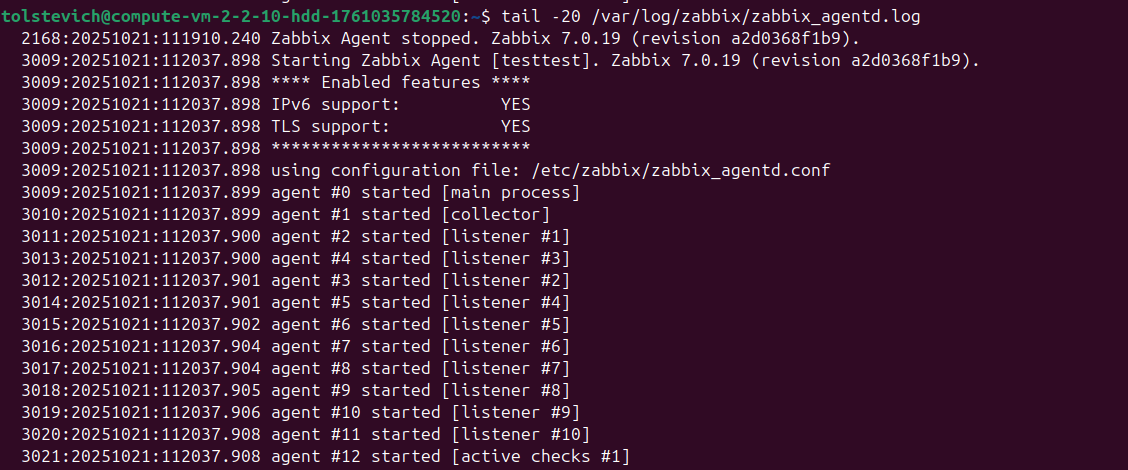 tolstevich@compute-vm-2-2-10-hdd-1761035784520:~$ tail -20 /var/log/zabbix/zabbix_agentd.log
  2168:20251021:111910.240 Zabbix Agent stopped. Zabbix 7.0.19 (revision a2d0368f1b9).
  3009:20251021:112037.898 Starting Zabbix Agent [testtest]. Zabbix 7.0.19 (revision a2d0368f1b9).
  3009:20251021:112037.898 **** Enabled features ****
  3009:20251021:112037.898 IPv6 support:          YES
  3009:20251021:112037.898 TLS support:           YES
  3009:20251021:112037.898 **************************
  3009:20251021:112037.898 using configuration file: /etc/zabbix/zabbix_agentd.conf
  3009:20251021:112037.899 agent #0 started [main process]
  3010:20251021:112037.899 agent #1 started [collector]
  3011:20251021:112037.900 agent #2 started [listener #1]
  3013:20251021:112037.900 agent #4 started [listener #3]
  3012:20251021:112037.901 agent #3 started [listener #2]
  3014:20251021:112037.901 agent #5 started [listener #4]
  3015:20251021:112037.902 agent #6 started [listener #5]
  3016:20251021:112037.904 agent #7 started [listener #6]
  3017:20251021:112037.904 agent #8 started [listener #7]
  3018:20251021:112037.905 agent #9 started [listener #8]
  3019:20251021:112037.906 agent #10 started [listener #9]
  3020:20251021:112037.908 agent #11 started [listener #10]
  3021:20251021:112037.908 agent #12 started [active checks #1]